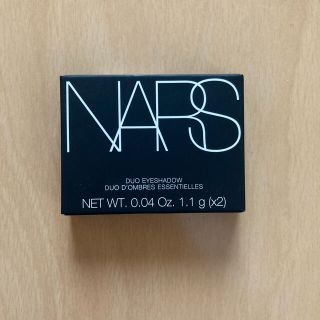 NARS
DUO EYESHADOW
DUO D'OMBRES ESSENTIELLES
NET WT. 0.04 Oz. 1.1 g (x2)